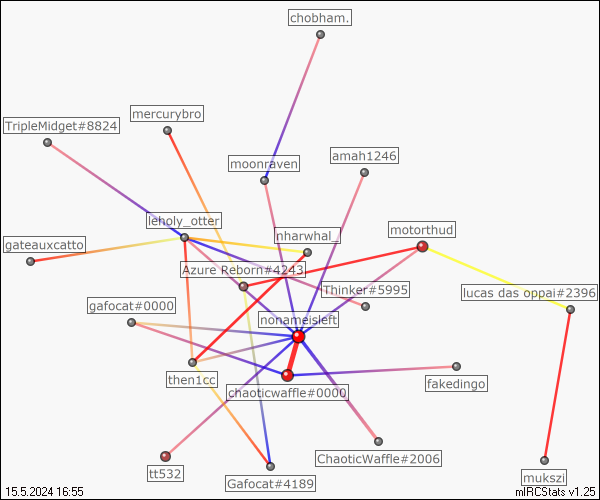 chobham.
mercurybro
TripleMidget#8824
moonraven
amah1246
leholy_otter
motorthud
gateauxcatto
nharwhal_
Azure Reborn#4243
Thinker#5995
lucas das oppai#2396
gafocat#0000
nonameisleft
then1cc
chaoticwaffle#0000
fakedingo
tt532
ChaoticWaffle#2006
Gafocat#4189
mukszi
15.5.2024 16:55
mIRCStats v1.25